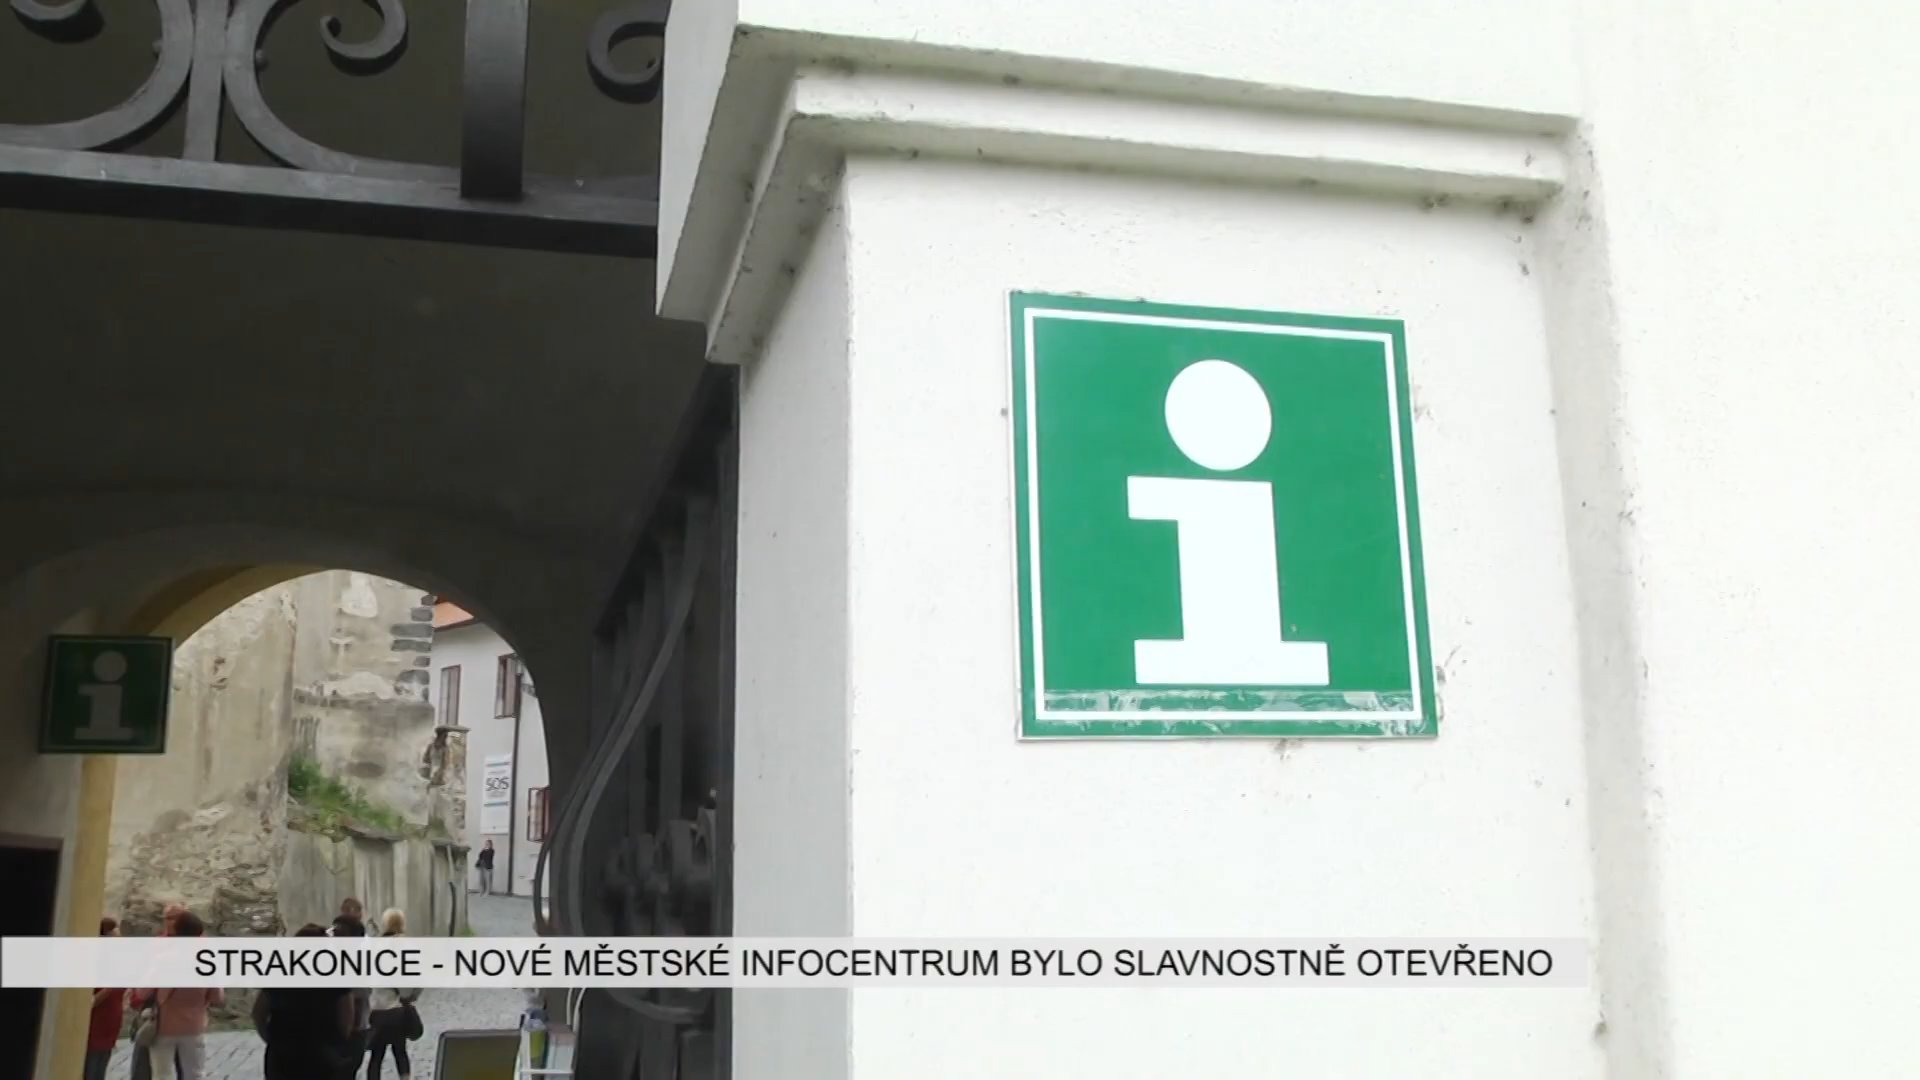 i
i
SOS
STRAKONICE - NOVÉ MĚSTSKÉ INFOCENTRUM BYLO SLAVNOSTNĚ OTEVŘENO